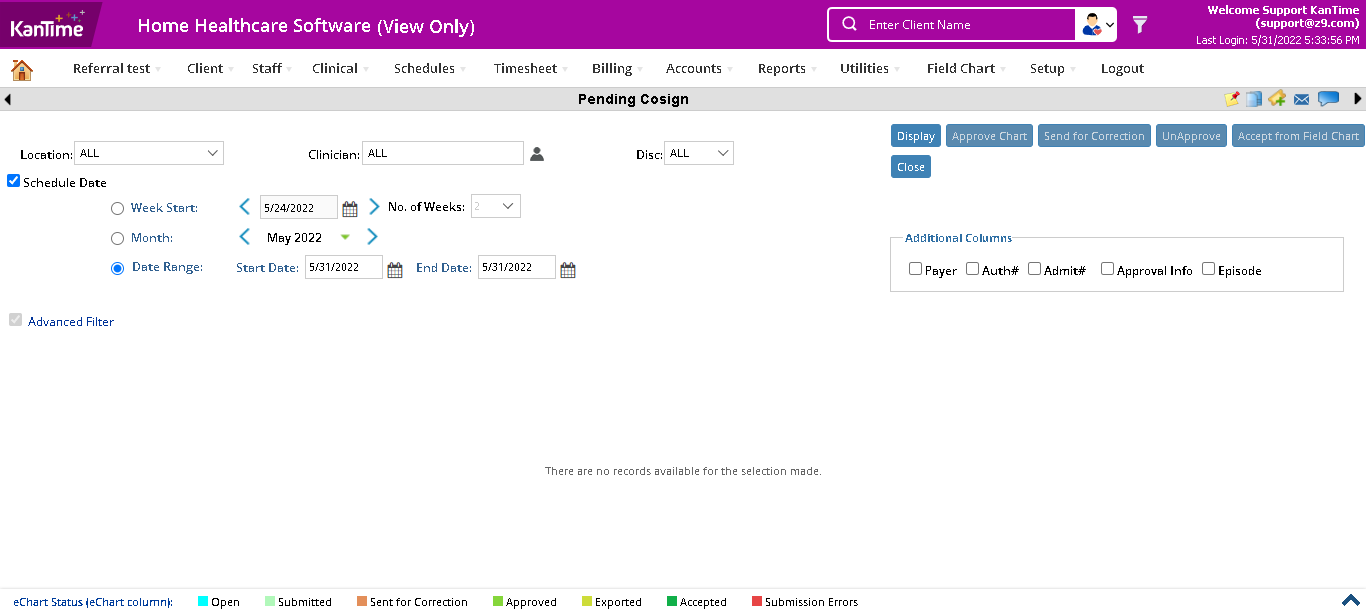 KanTime
Home Healthcare Software (View Only)
Enter Client Name
Welcome Support KanTime
(support@z9.com)
Last Login: 5/31/2022 5:33:56 PM
Referral test Client Staff Clinical Schedules Timesheet Billing Accounts Reports Utilities Field Chart Setup Logout
Pending Cosign
Display Approve Chart Send for Correction UnApprove Accept from Field Chart
Close
Location: ALL Clinician: ALL Disc: ALL
Schedule Date
Week Start: 5/24/2022 No. of Weeks: 2
Month: May 2022
Date Range: Start Date: 5/31/2022 End Date: 5/31/2022
Additional Columns
Payer Auth# Admit# Approval Info Episode
Advanced Filter
There are no records available for the selection made.
eChart Status (eChart column): Open Submitted Sent for Correction Approved Exported Accepted Submission Errors